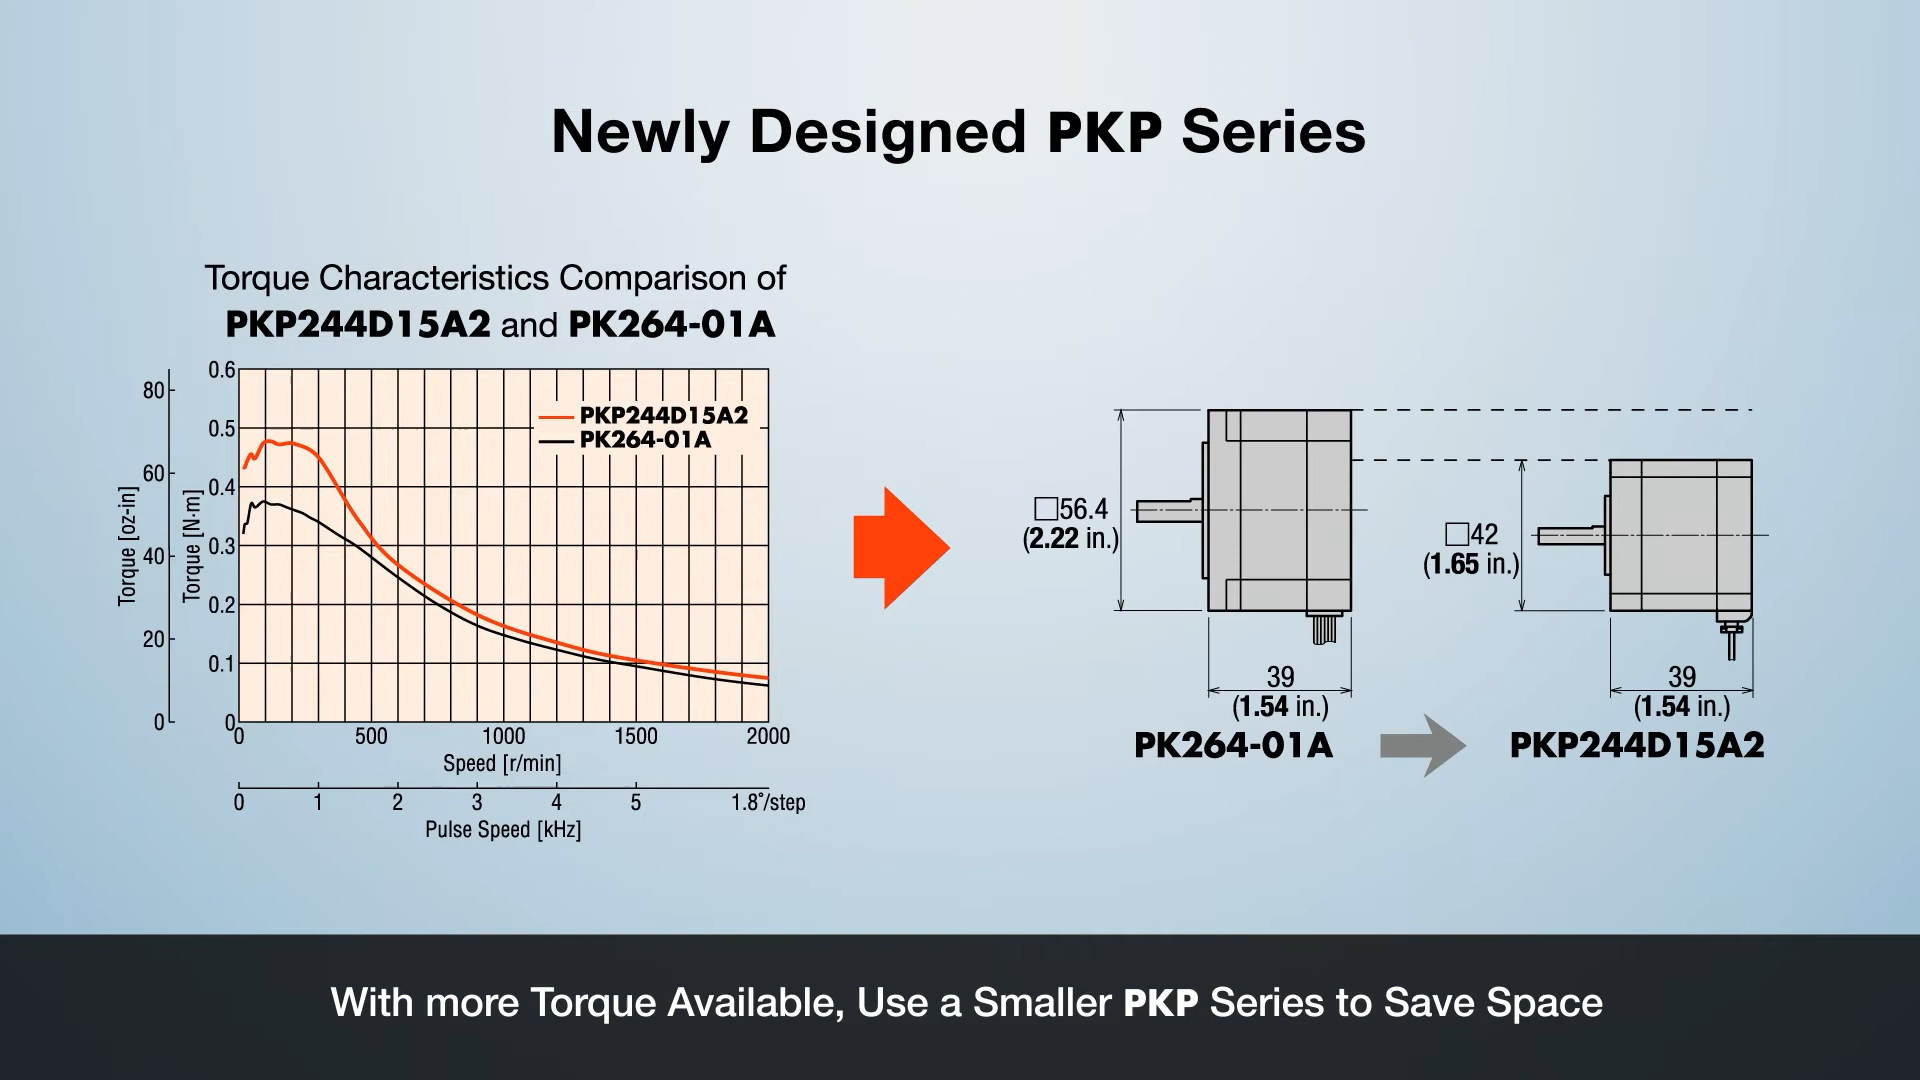 Newly Designed PKP Series
Torque Characteristics Comparison of
PKP244D15A2 and PK264-01A
80
60
40
20
0
Torque [oz-in]
Torque [N·m]
0.6
0.5
0.4
0.3
0.2
0.1
0
PKP244D15A2
PK264-01A
0 500 1000 1500 2000
Speed [r/min]
0 1 2 3 4 5 1.8°/step
Pulse Speed [kHz]
□56.4
(2.22 in.)
39
(1.54 in.)
PK264-01A
□42
(1.65 in.)
39
(1.54 in.)
PKP244D15A2
With more Torque Available, Use a Smaller PKP Series to Save Space